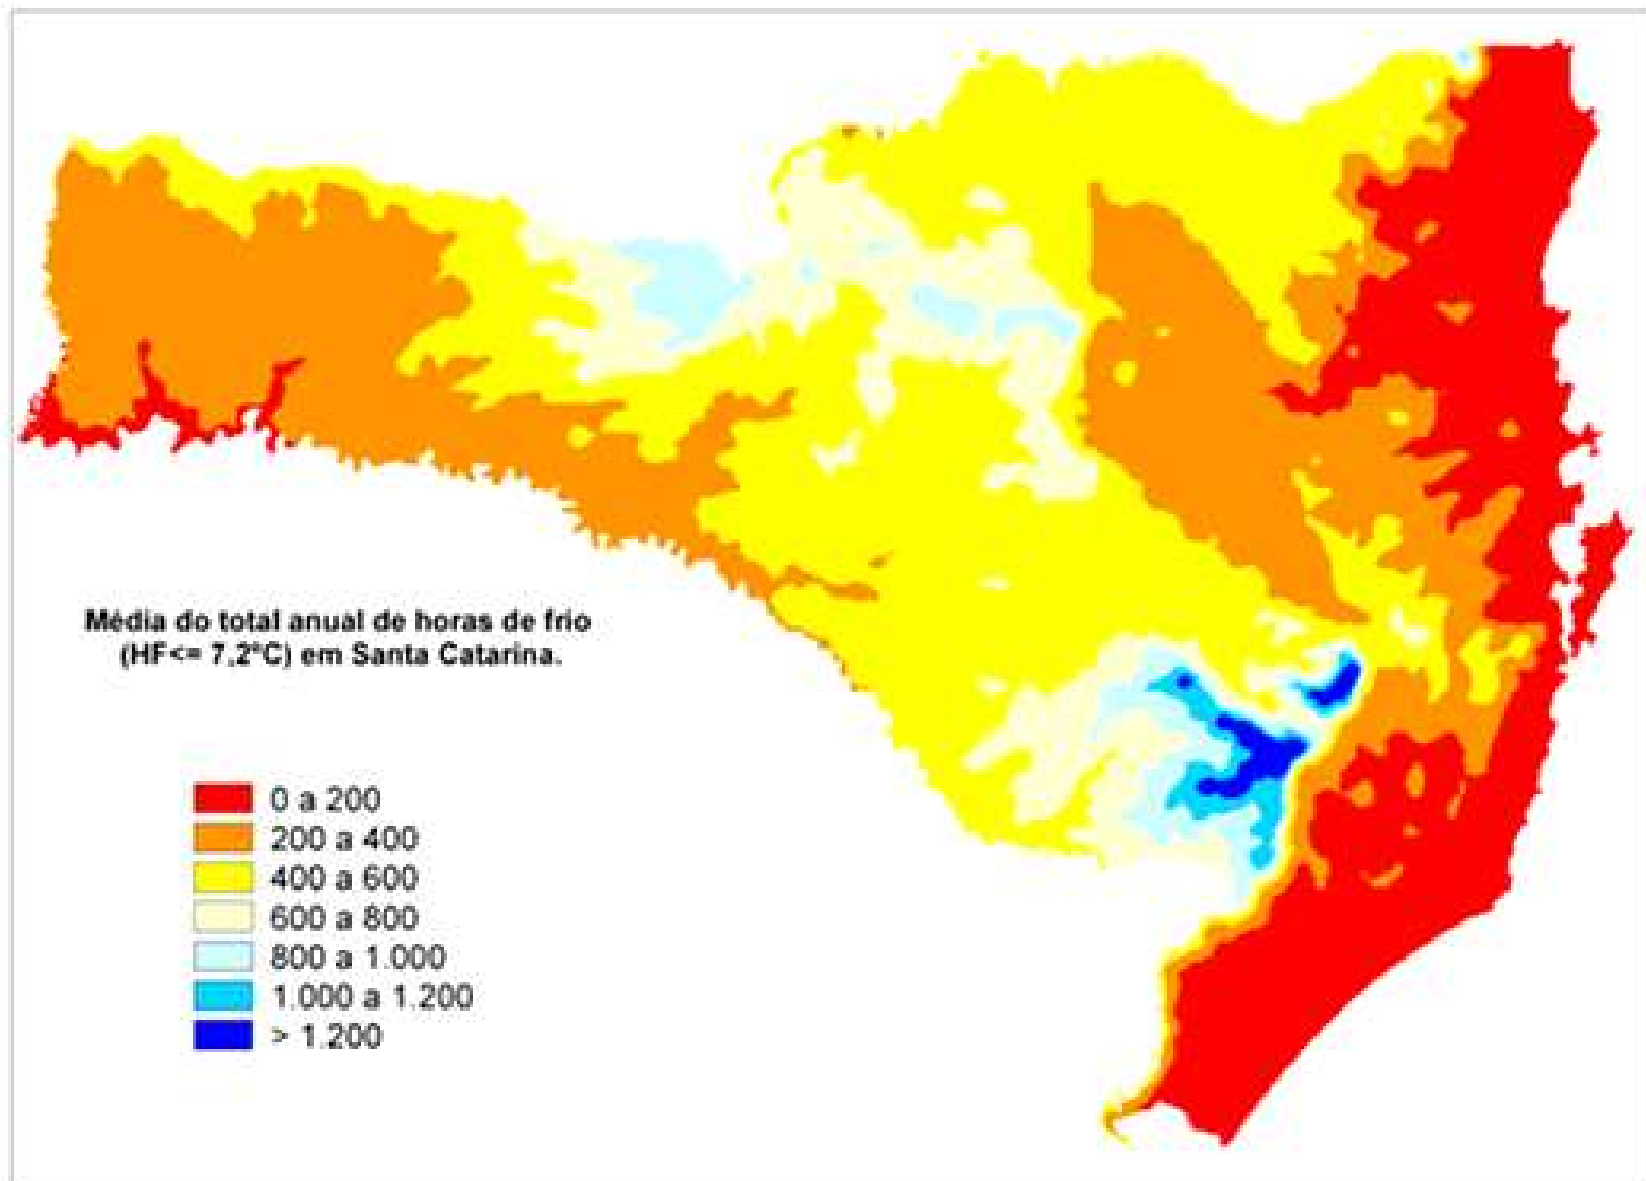 Média do total anual de horas de frio
(HF<= 7,2ºC) em Santa Catarina.
0 a 200
200 a 400
400 a 600
600 a 800
800 a 1.000
1.000 a 1.200
> 1.200